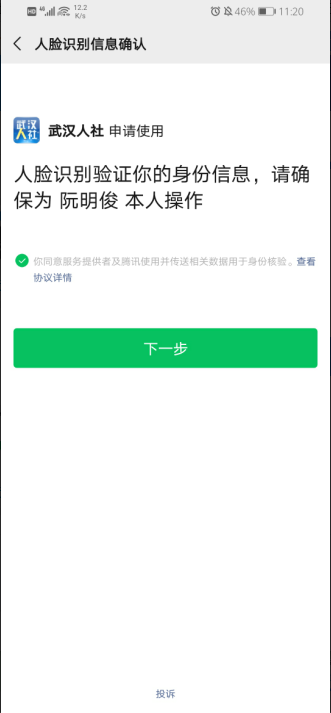 HD 4G 12.2 K/s 46% 11:20
人脸识别信息确认
武汉人社
武汉人社 申请使用
人脸识别验证你的身份信息，请确
保为 阮明俊 本人操作
你同意服务提供者及腾讯使用并传送相关数据用于身份核验。查看
协议详情
下一步
投诉